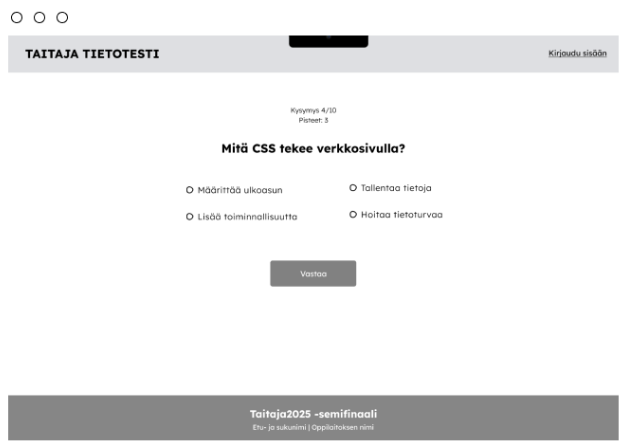 TAITAJA TIETOTESTI
Kirjaudu sisään
Kysymys 4/10
Pisteet: 3
Mitä CSS tekee verkkosivulla?
Määrittää ulkoasun
Tallentaa tietoja
Lisää toiminnallisuutta
Hoitaa tietoturvaa
Vastaa
Taitaja2025 -semifinaali
Etu- ja sukunimi | Oppilaitoksen nimi